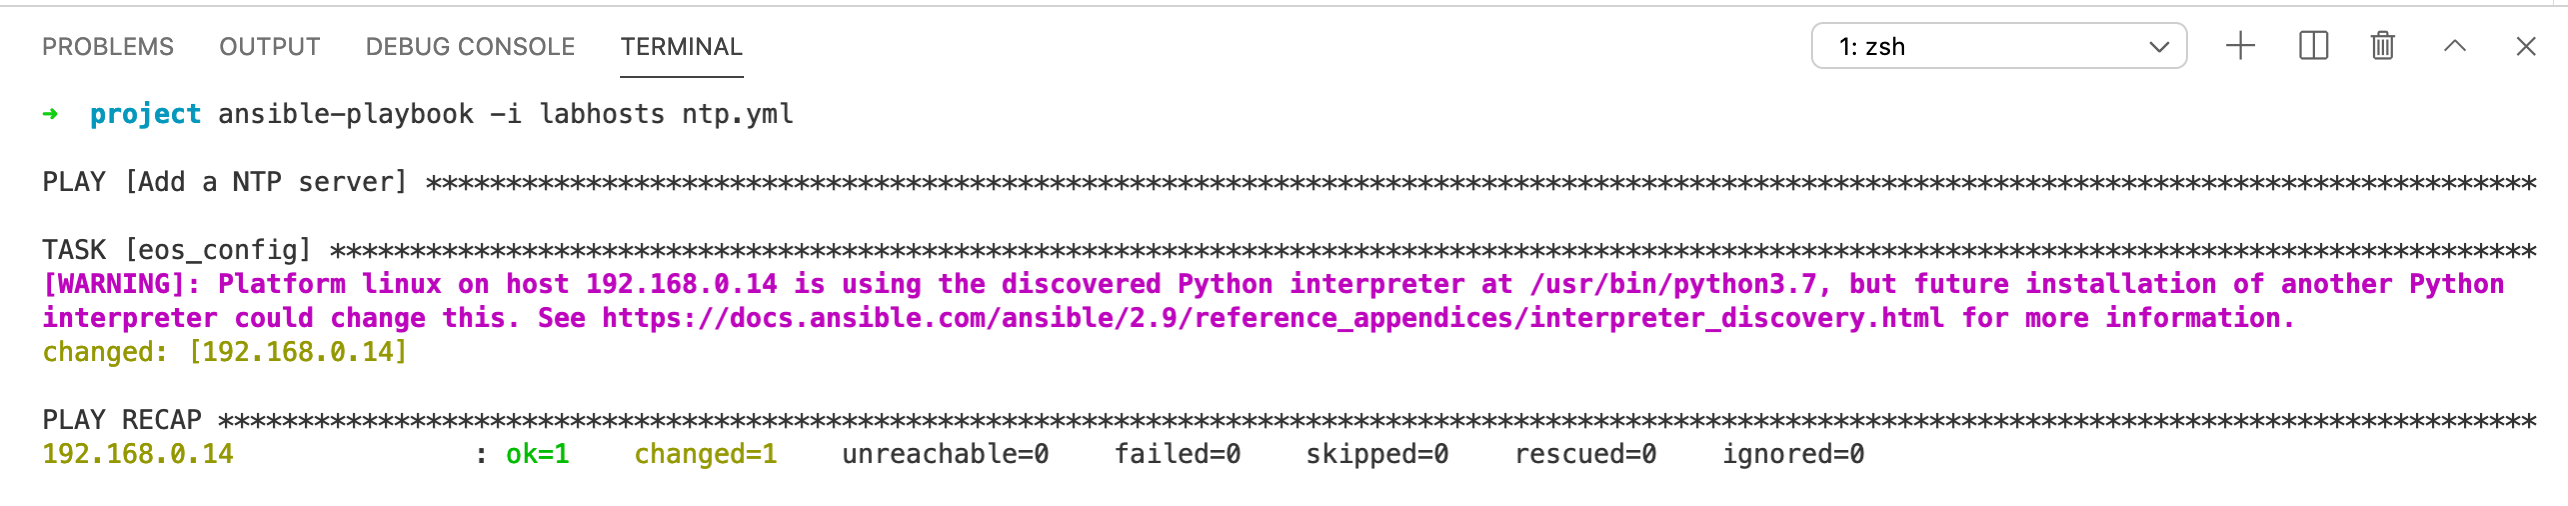 PROBLEMS OUTPUT DEBUG CONSOLE TERMINAL 1: zsh
➜ project ansible-playbook -i labhosts ntp.yml
PLAY [Add a NTP server] ************************************************************************************************************************************
TASK [eos_config] ******************************************************************************************************************************************
[WARNING]: Platform linux on host 192.168.0.14 is using the discovered Python interpreter at /usr/bin/python3.7, but future installation of another Python
interpreter could change this. See https://docs.ansible.com/ansible/2.9/reference_appendices/interpreter_discovery.html for more information.
changed: [192.168.0.14]
PLAY RECAP *************************************************************************************************************************************************
192.168.0.14 : ok=1 changed=1 unreachable=0 failed=0 skipped=0 rescued=0 ignored=0